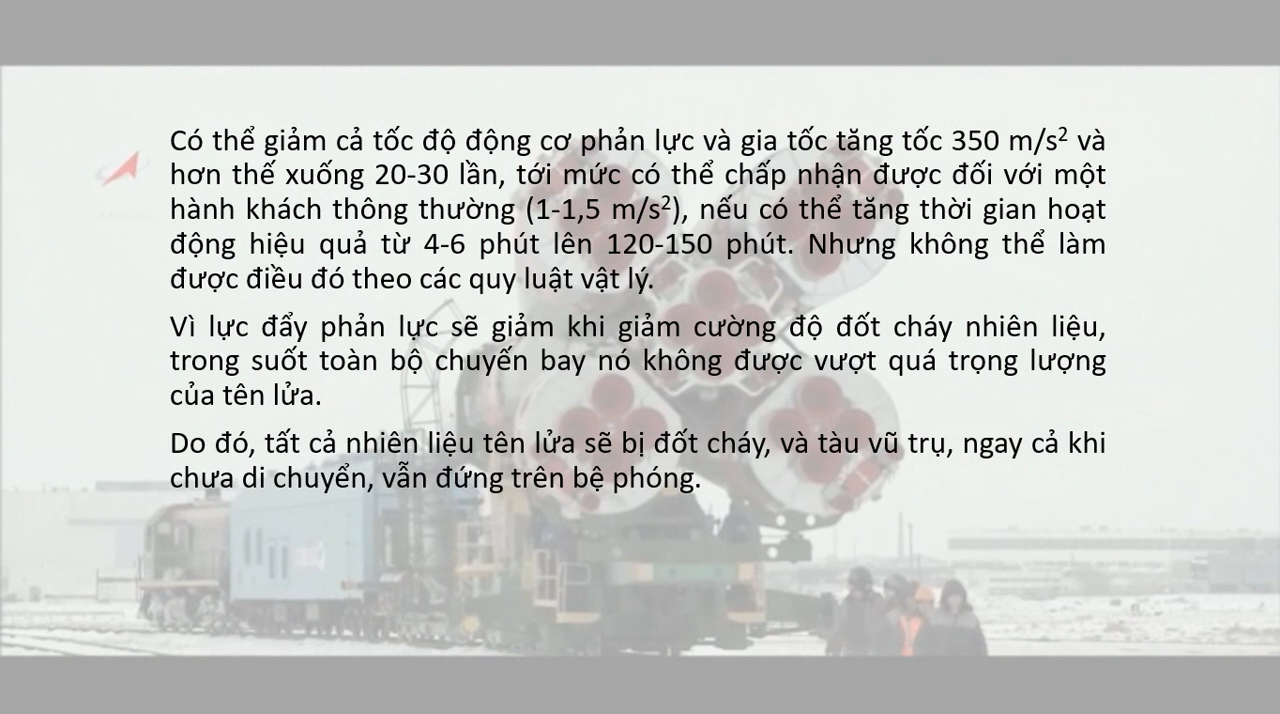 Có thể giảm cả tốc độ động cơ phản lực và gia tốc tăng tốc 350 m/s² và
hơn thế xuống 20-30 lần, tới mức có thể chấp nhận được đối với một
hành khách thông thường (1-1,5 m/s²), nếu có thể tăng thời gian hoạt
động hiệu quả từ 4-6 phút lên 120-150 phút. Nhưng không thể làm
được điều đó theo các quy luật vật lý.
Vì lực đẩy phản lực sẽ giảm khi giảm cường độ đốt cháy nhiên liệu,
trong suốt toàn bộ chuyến bay nó không được vượt quá trọng lượng
của tên lửa.
Do đó, tất cả nhiên liệu tên lửa sẽ bị đốt cháy, và tàu vũ trụ, ngay cả khi
chưa di chuyển, vẫn đứng trên bệ phóng.